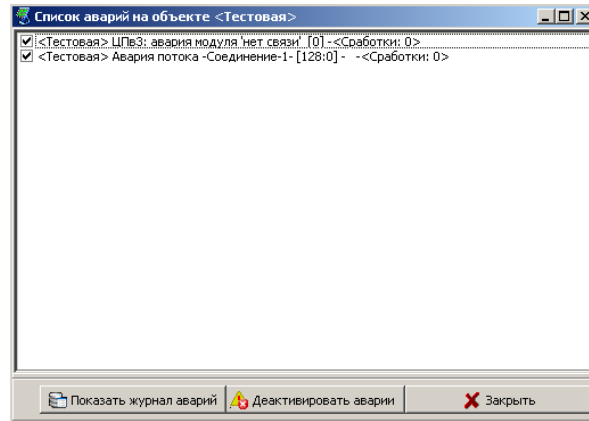 Список аварий на объекте <Тестовая>
<Тестовая> ЦПв3: авария модуля 'нет связи' [0] -<Сработки: 0>
<Тестовая> Авария потока -Соединение-1- [128:0] - -<Сработки: 0>
Показать журнал аварий
Деактивировать аварии
Закрыть